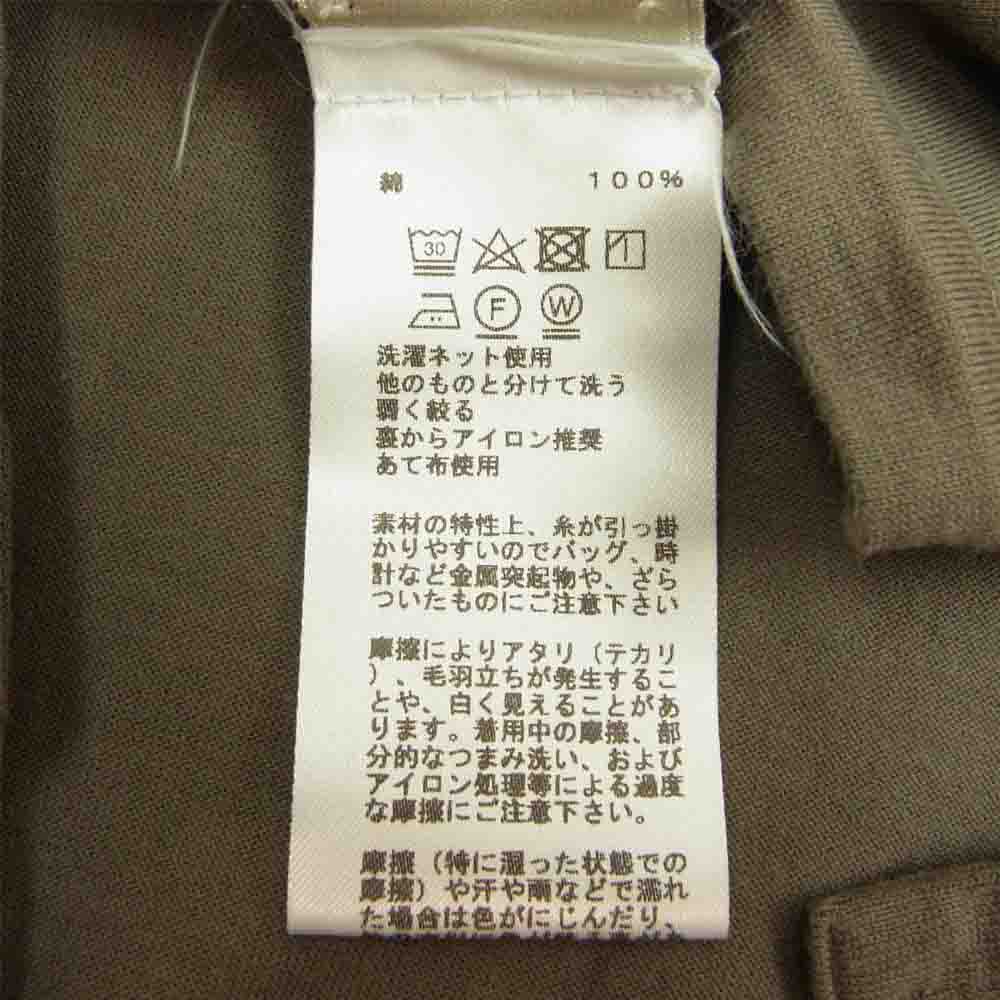 綿 100%
30
F W
洗濯ネット使用
他のものと分けて洗う
弱く絞る
裏からアイロン推奨
あて布使用
素材の特性上、糸が引っ掛
かりやすいのでバッグ、時
計など金属突起物や、ざら
ついたものにご注意下さい
摩擦によりアタリ（テカリ
）、毛羽立ちが発生するこ
とや、白く見えることがあ
ります。着用中の摩擦、部
分的なつまみ洗い、および
アイロン処理等による過度
な摩擦にご注意下さい。
摩擦（特に湿った状態での
摩擦）や汗や雨などで濡れ
た場合は色がにじんだり、